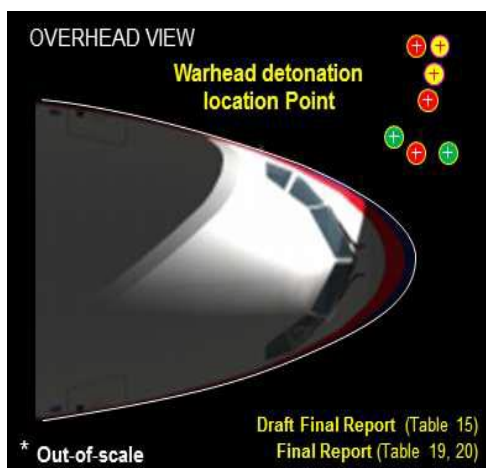 OVERHEAD VIEW
Warhead detonation
location Point
Draft Final Report (Table 15)
* Out-of-scale
Final Report (Table 19, 20)